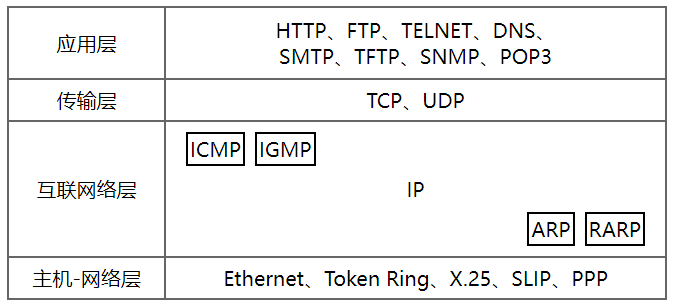 应用层
HTTP、FTP、TELNET、DNS、
SMTP、TFTP、SNMP、POP3
传输层
TCP、UDP
互联网络层
ICMP IGMP
IP
ARP RARP
主机-网络层
Ethernet、Token Ring、X.25、SLIP、PPP